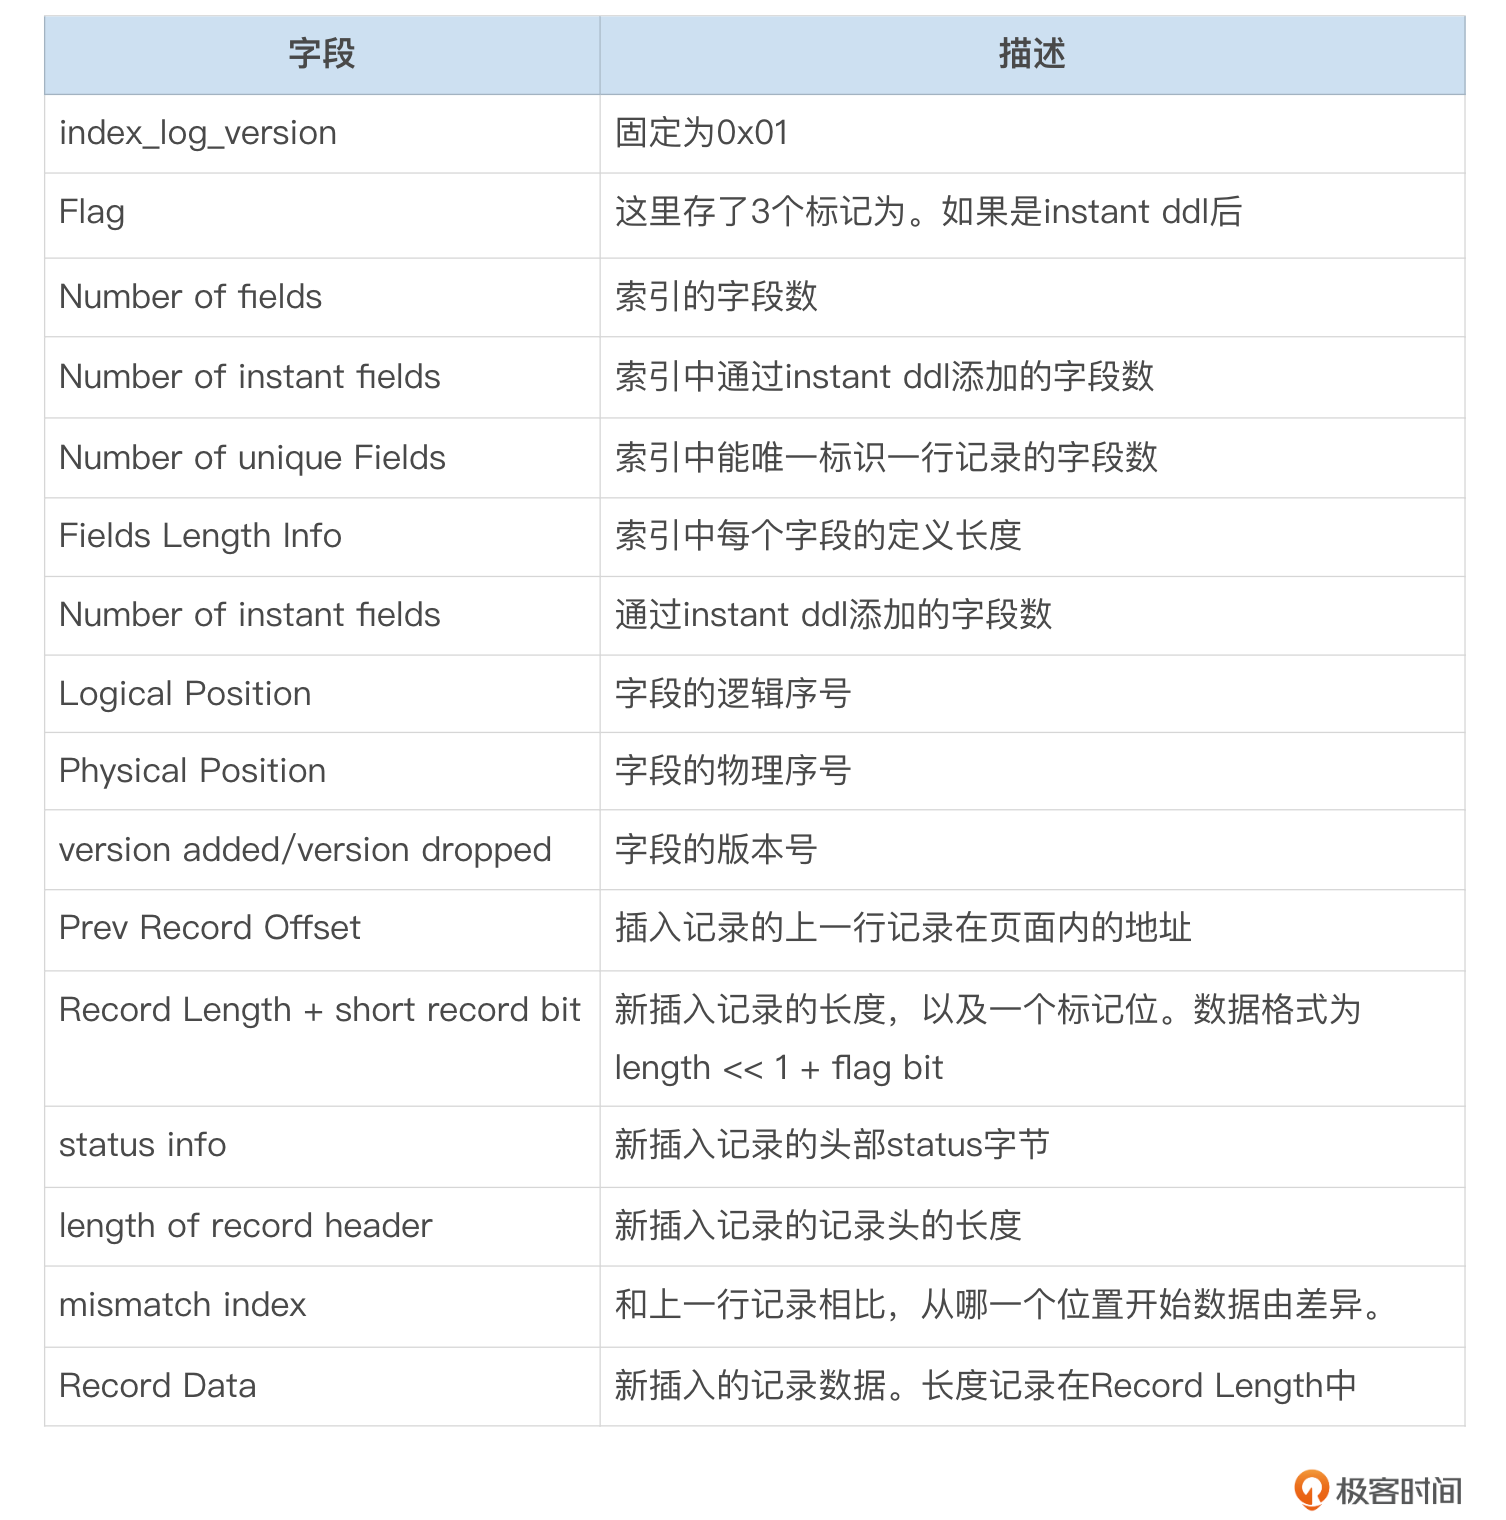 字段 描述
index_log_version 固定为0x01
Flag 这里存了3个标记为。如果是instant ddl后
Number of fields 索引的字段数
Number of instant fields 索引中通过instant ddl添加的字段数
Number of unique Fields 索引中能唯一标识一行记录的字段数
Fields Length Info 索引中每个字段的定义长度
Number of instant fields 通过instant ddl添加的字段数
Logical Position 字段的逻辑序号
Physical Position 字段的物理序号
version added/version dropped 字段的版本号
Prev Record Offset 插入记录的上一行记录在页面内的地址
Record Length + short record bit 新插入记录的长度，以及一个标记位。数据格式为
length << 1 + flag bit
status info 新插入记录的头部status字节
length of record header 新插入记录的记录头的长度
mismatch index 和上一行记录相比，从哪一个位置开始数据由差异。
Record Data 新插入的记录数据。长度记录在Record Length中
极客时间